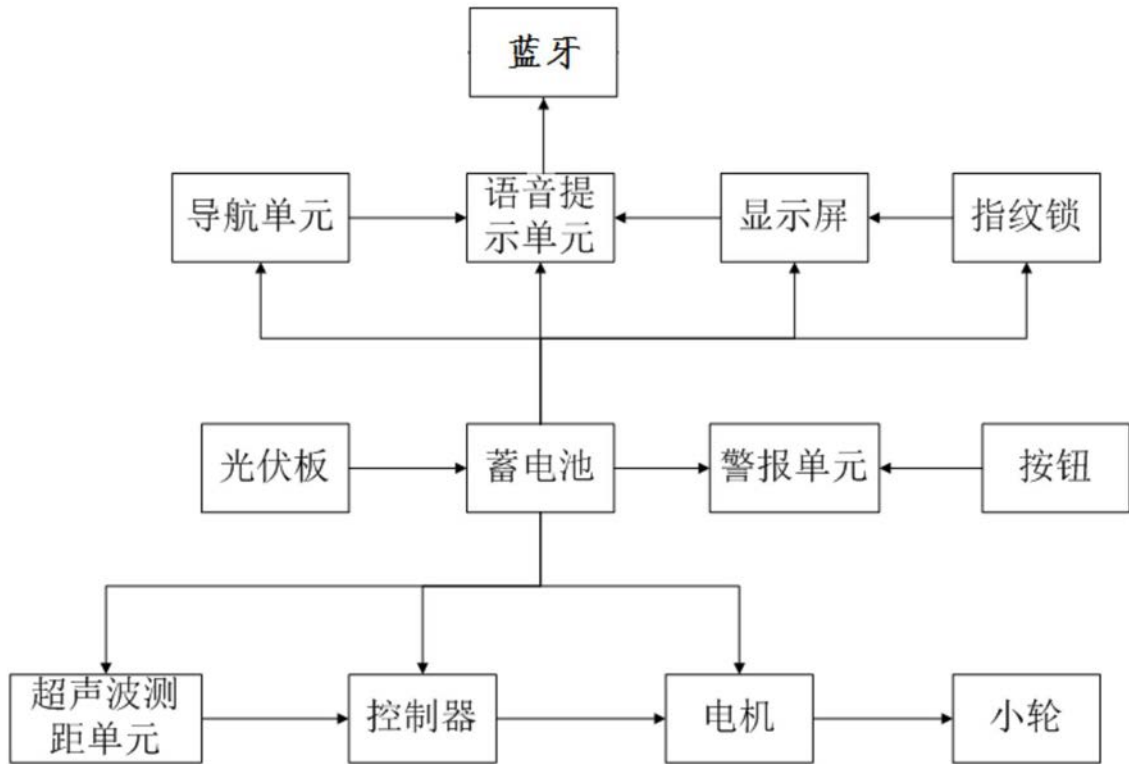 蓝牙
导航单元
语音提
示单元
显示屏
指纹锁
光伏板
蓄电池
警报单元
按钮
超声波测
距单元
控制器
电机
小轮